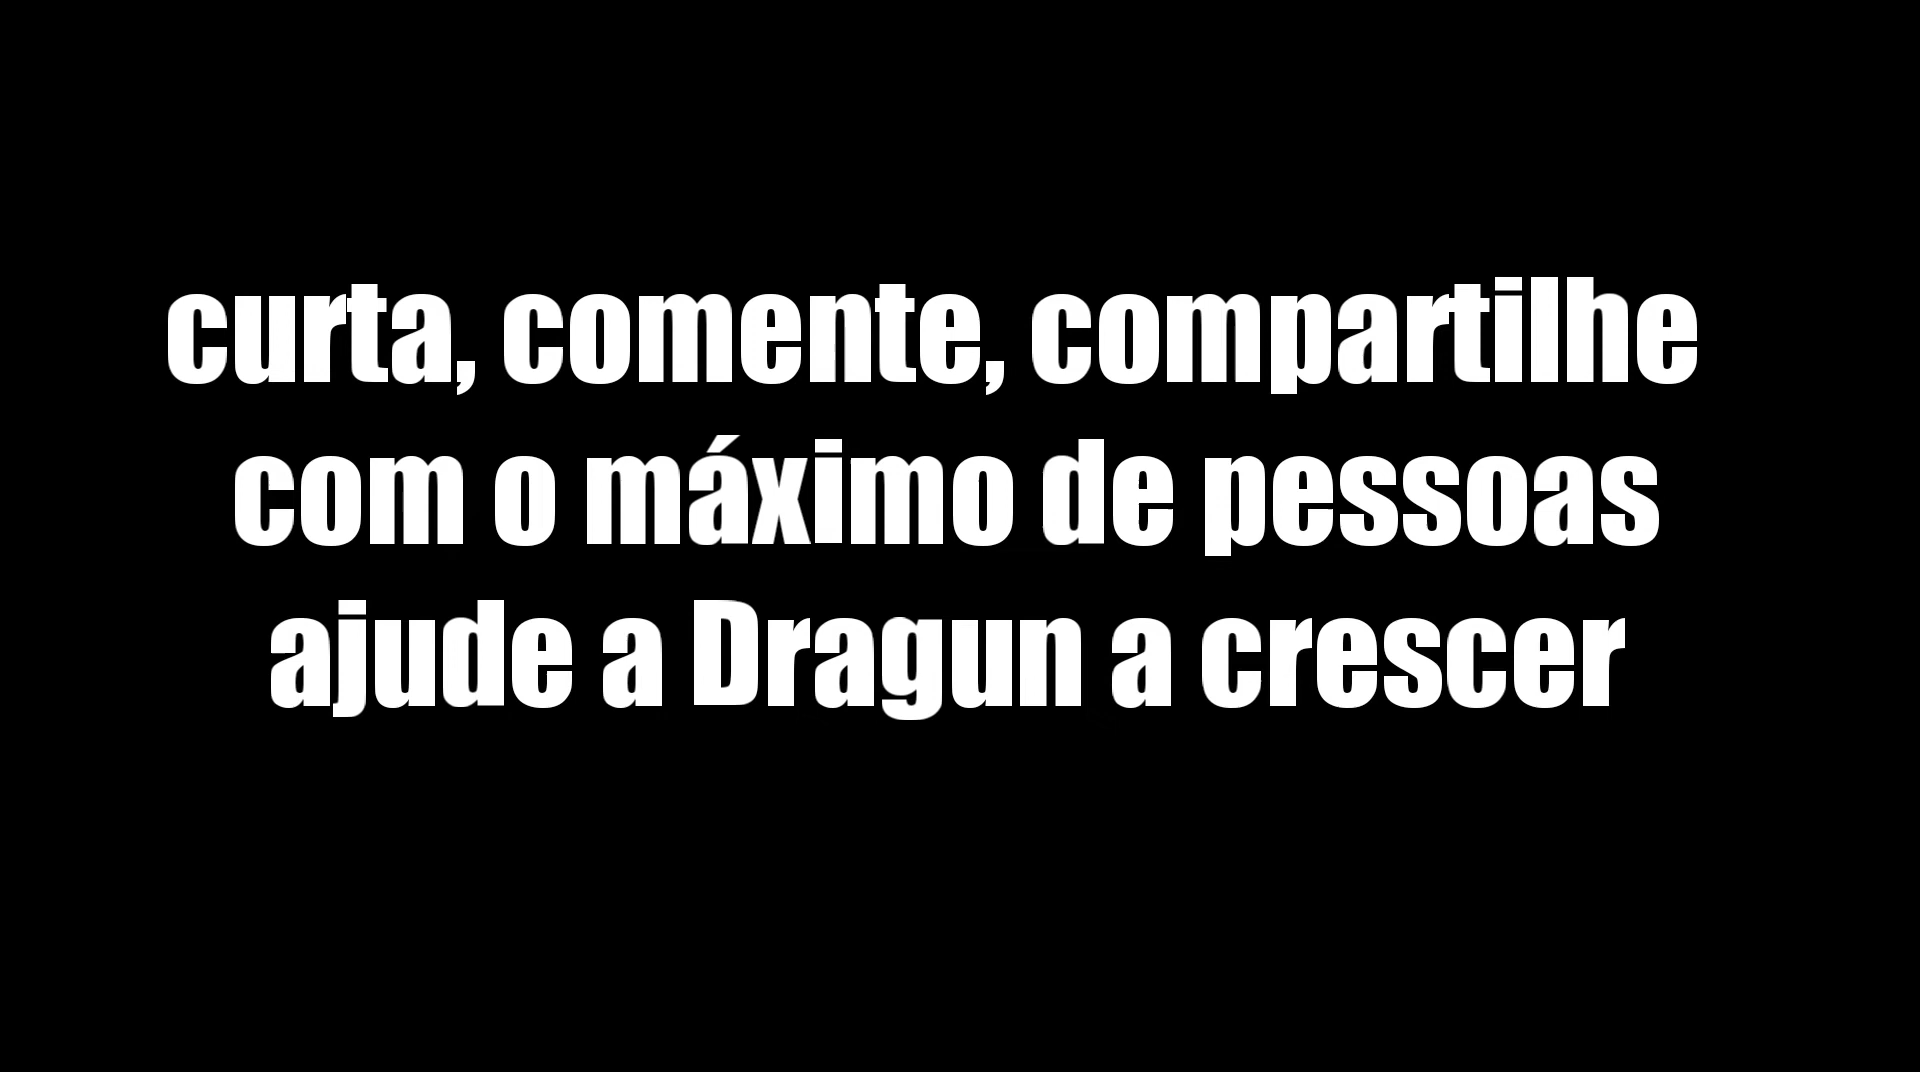 curta, comente, compartilhe
com o máximo de pessoas
ajude a Dragun a crescer